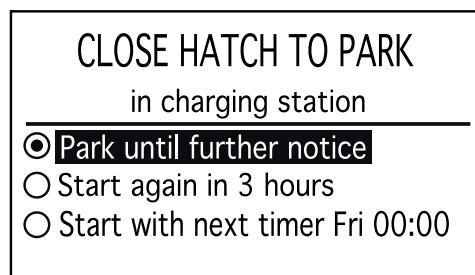 CLOSE HATCH TO PARK
in charging station
Park until further notice
Start again in 3 hours
Start with next timer Fri 00:00